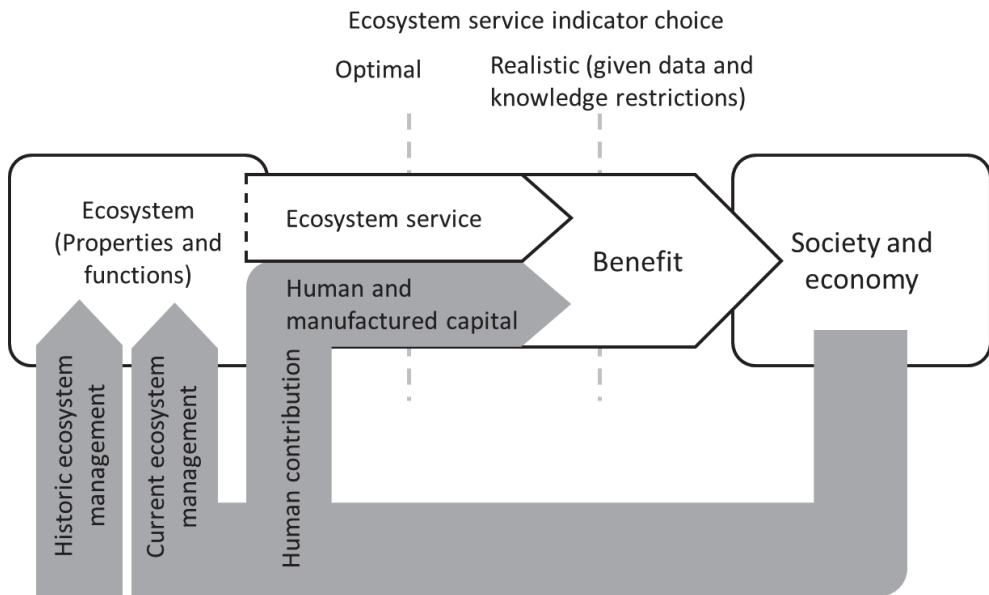 Ecosystem service indicator choice
Optimal
Realistic (given data and
knowledge restrictions)
Ecosystem
(Properties and
functions)
Ecosystem service
Human and
manufactured capital
Benefit
Society and
economy
Historic ecosystem
management
Current ecosystem
management
Human contribution